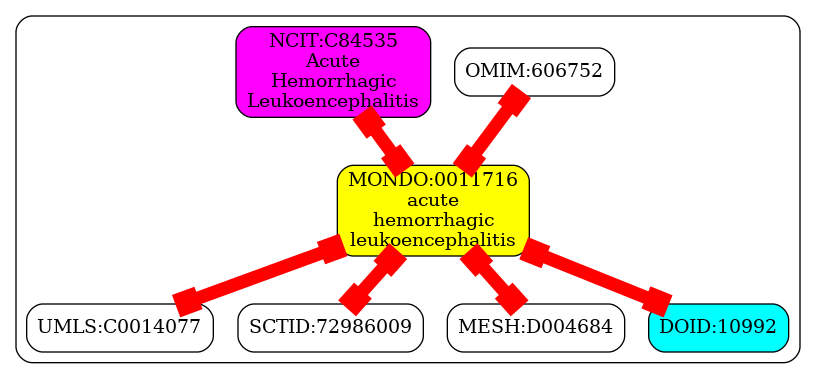 NCIT:C84535
Acute
Hemorrhagic
Leukoencephalitis
OMIM:606752
MONDO:0011716
acute
hemorrhagic
leukoencephalitis
UMLS:C0014077
SCTID:72986009
MESH:D004684
DOID:10992